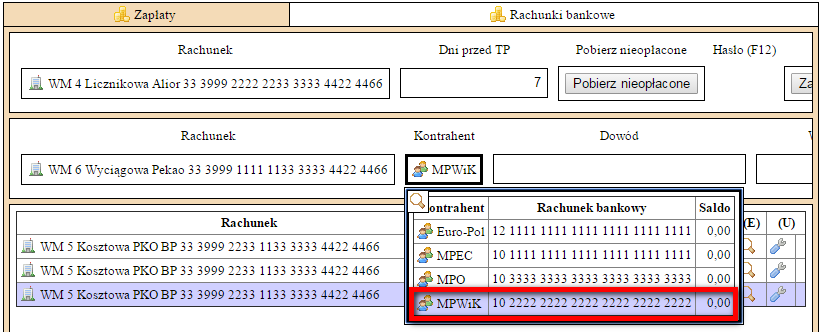 Zapłaty Rachunki bankowe
Rachunek Dni przed TP Pobierz nieopłacone Hasło (F12)
WM 4 Licznikowa Alior 33 3999 2222 2233 3333 4422 4466 7 Pobierz nieopłacone Za
Rachunek Kontrahent Dowód
WM 6 Wyciągowa Pekao 33 3999 1111 1133 3333 4422 4466 MPWiK
Rachunek (E) (U)
WM 5 Kosztowa PKO BP 33 3999 2233 1133 3333 4422 4466
WM 5 Kosztowa PKO BP 33 3999 2233 1133 3333 4422 4466
WM 5 Kosztowa PKO BP 33 3999 2233 1133 3333 4422 4466
ontrahent Rachunek bankowy Saldo
Euro-Pol 12 1111 1111 1111 1111 1111 1111 0,00
MPEC 10 1111 1111 1111 1111 1111 1111 0,00
MPO 10 3333 3333 3333 3333 3333 3333 0,00
MPWiK 10 2222 2222 2222 2222 2222 2222 0,00